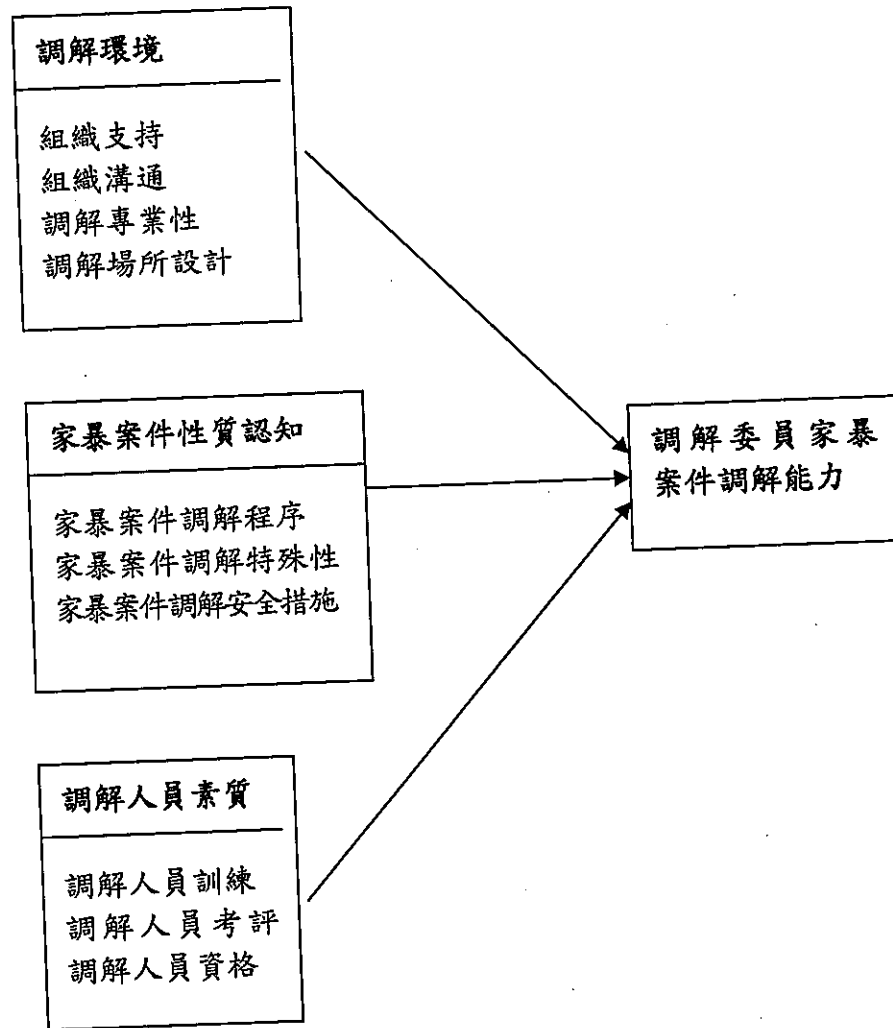 調解環境
組織支持
組織溝通
調解專業性
調解場所設計
家暴案件性質認知
家暴案件調解程序
家暴案件調解特殊性
家暴案件調解安全措施
調解人員素質
調解人員訓練
調解人員考評
調解人員資格
調解委員家暴
案件調解能力